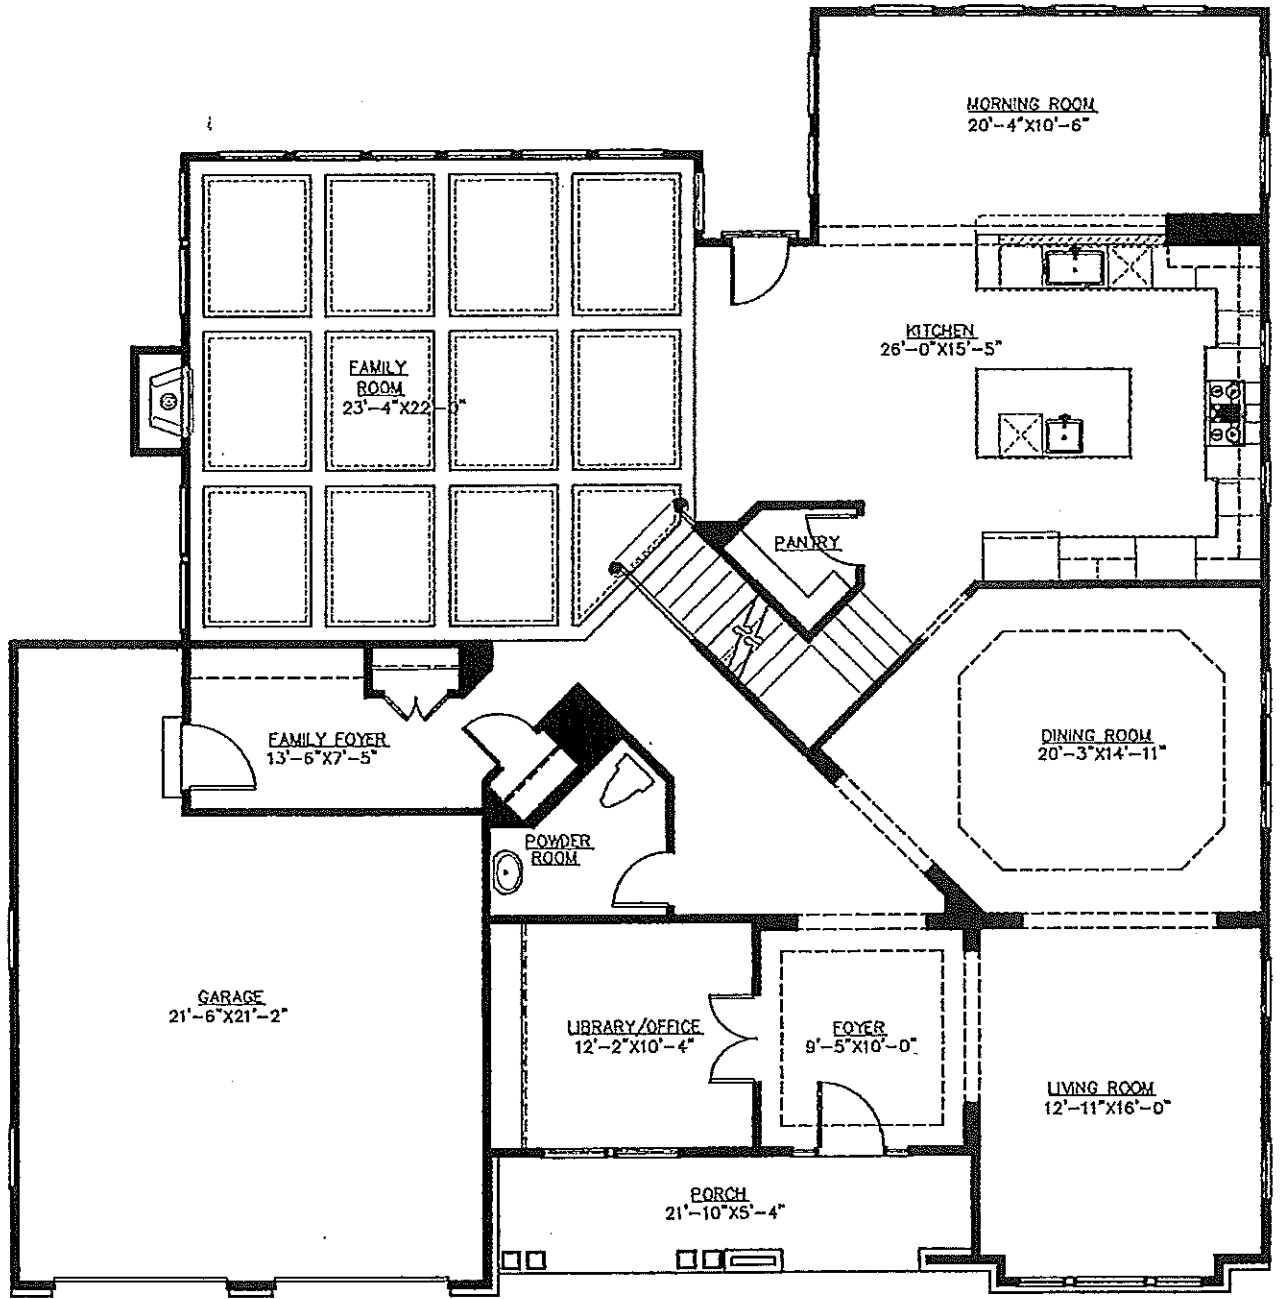 MORNING ROOM
20'-4"X10'-6"
KITCHEN
26'-0"X15'-5"
FAMILY
ROOM
23'-4"X22'-0"
PANTRY
FAMILY FOYER
13'-6"X7'-5"
DINING ROOM
20'-3"X14'-11"
POWDER
ROOM
GARAGE
21'-6"X21'-2"
LIBRARY/OFFICE
12'-2"X10'-4"
FOYER
9'-5"X10'-0"
LIVING ROOM
12'-11"X16'-0"
PORCH
21'-10"X5'-4"